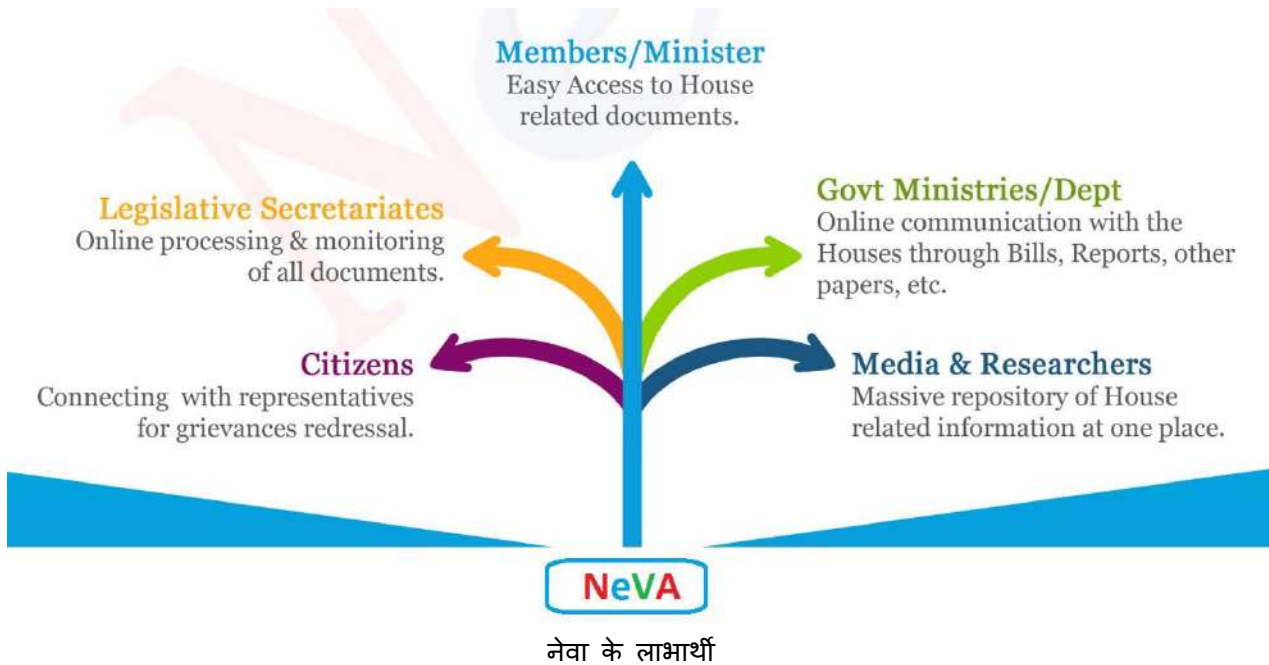 Members/Minister
Easy Access to House
related documents.
Legislative Secretariates
Online processing & monitoring
of all documents.
Govt Ministries/Dept
Online communication with the
Houses through Bills, Reports, other
papers, etc.
Citizens
Connecting with representatives
for grievances redressal.
Media & Researchers
Massive repository of House
related information at one place.
NeVA
नेवा के लाभार्थी